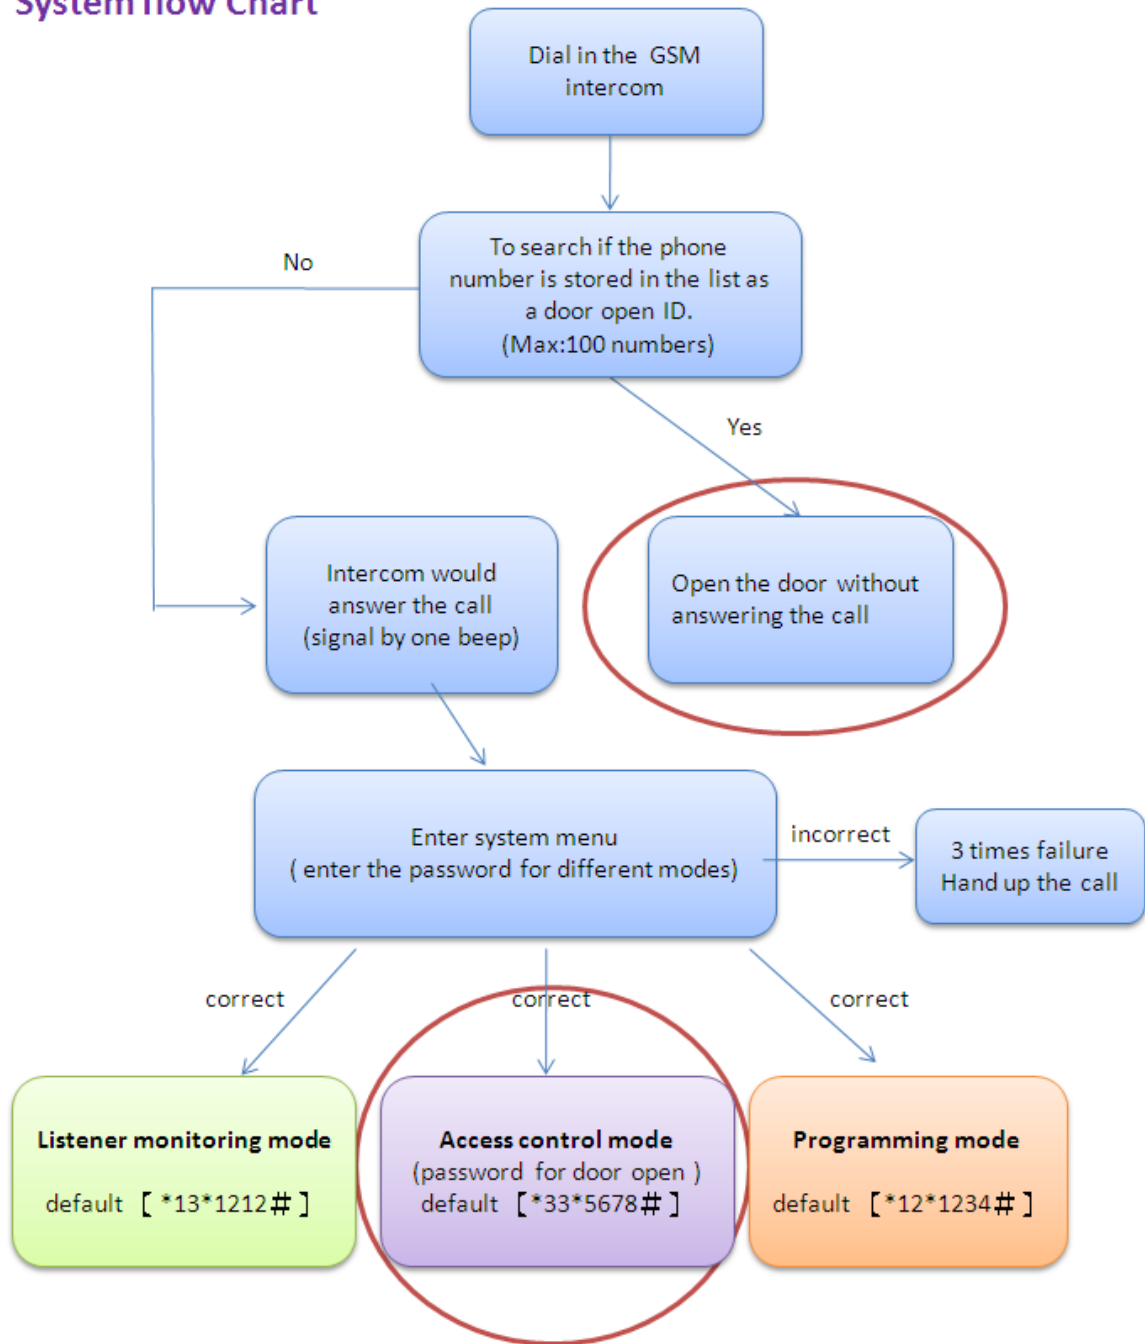 System flow Chart
Dial in the GSM
intercom
To search if the phone
number is stored in the list as
a door open ID.
(Max:100 numbers)
No
Yes
Intercom would
answer the call
(signal by one beep)
Open the door without
answering the call
Enter system menu
( enter the password for different modes)
incorrect
3 times failure
Hand up the call
correct
correct
correct
Listener monitoring mode
default [ *13*1212# ]
Access control mode
(password for door open )
default [*33*5678# ]
Programming mode
default [*12*1234# ]